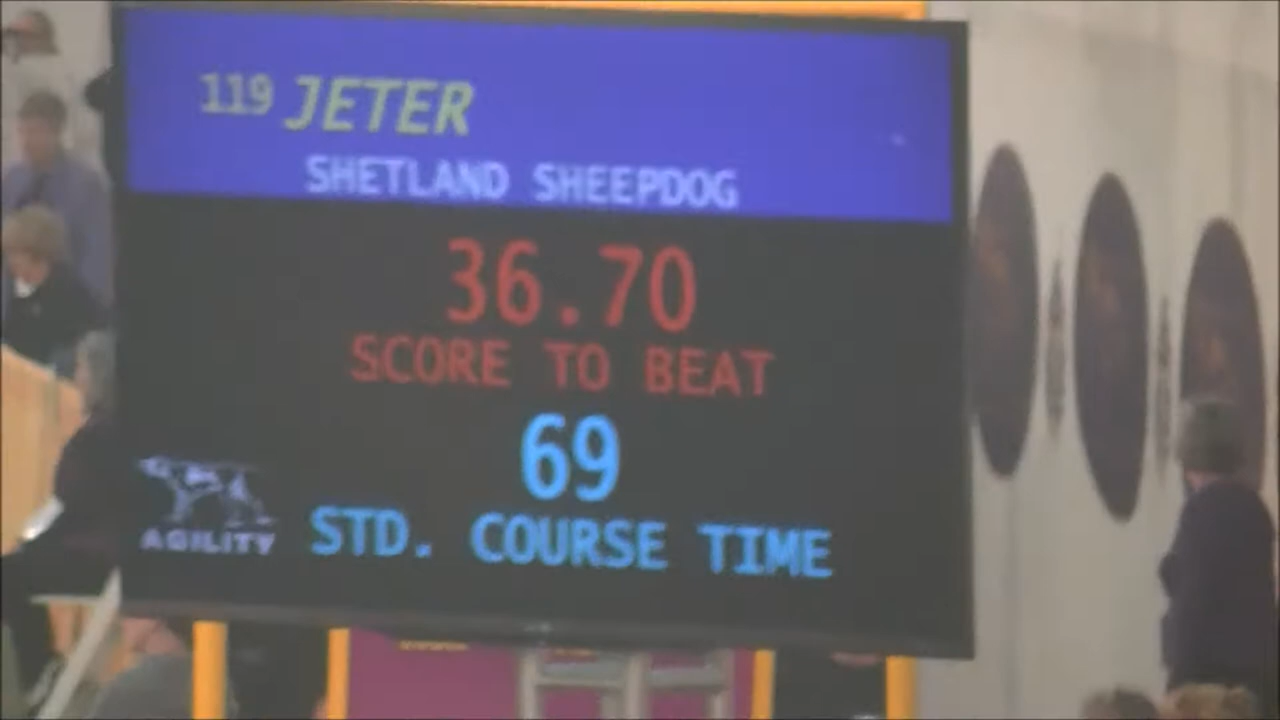 119 JETER
SHETLAND SHEEPDOG
36.70
SCORE TO BEAT
69
STD. COURSE TIME
AGILITY